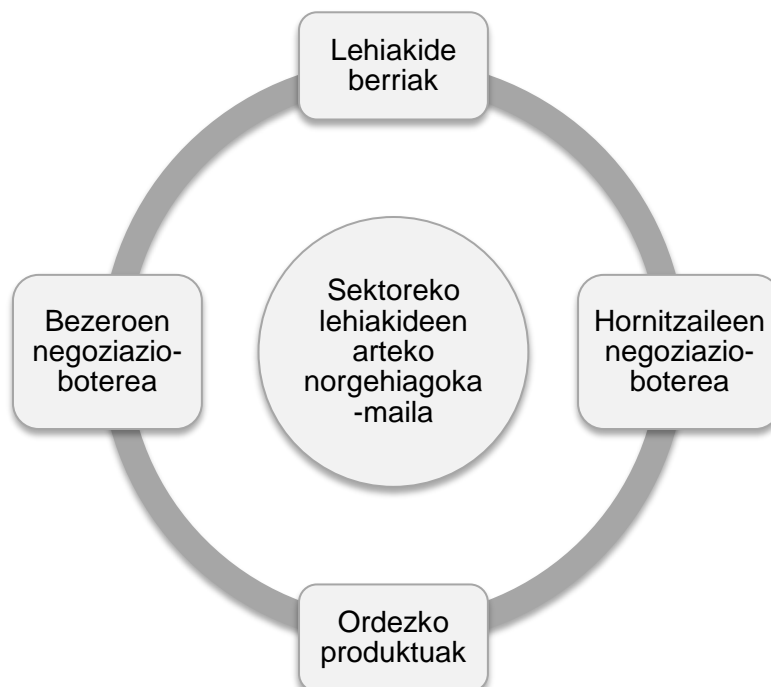 Lehiakide
berriak
Bezeroen
negoziazio-
boterea
Sektoreko
lehiakideen
arteko
norgehiagoka
-maila
Hornitzaileen
negoziazio-
boterea
Ordezko
produktuak